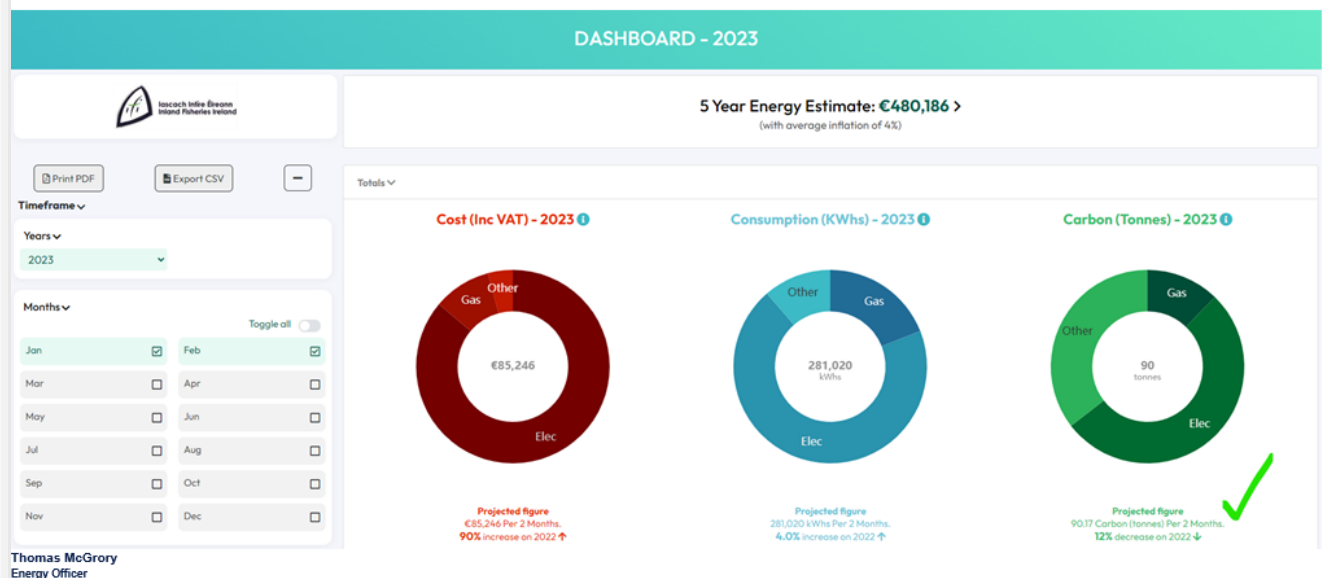 DASHBOARD - 2023
Iascach Intíre Éireann
Inland Fisheries Ireland
5 Year Energy Estimate: €480,186 >
(with average inflation of 4%)
Print PDF
Export CSV
Timeframe
Years
2023
Months
Toggle all
Jan
Feb
Mar
Apr
May
Jun
Jul
Aug
Sep
Oct
Nov
Dec
Totals
Cost (Inc VAT) - 2023
Gas
Other
€85,246
Elec
Projected figure
€85,246 Per 2 Months.
90% increase on 2022 ↑
Consumption (KWhs) - 2023
Other
Gas
281,020
kWhs
Elec
Projected figure
281,020 kWhs Per 2 Months.
4.0% increase on 2022 ↑
Carbon (Tonnes) - 2023
Gas
Other
90
tonnes
Elec
Projected figure
90.17 Carbon (tonnes) Per 2 Months.
12% decrease on 2022 ↓
Thomas McGrory
Energy Officer